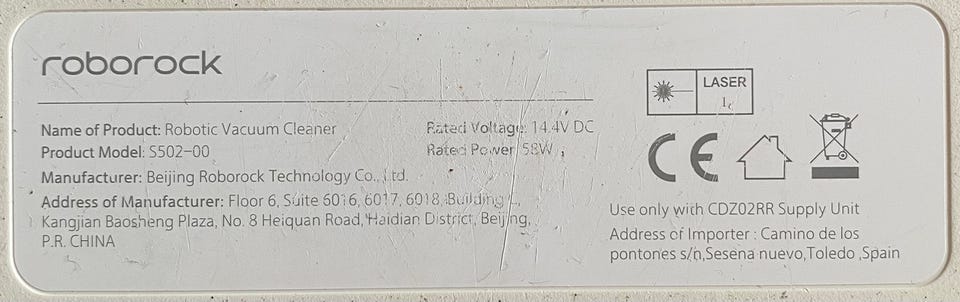 roborock
Name of Product: Robotic Vacuum Cleaner
Product Model: S502-00
Manufacturer: Beijing Roborock Technology Co., Ltd.
Address of Manufacturer: Floor 6, Suite 6016, 6017, 6018, Building C,
Kangjian Baosheng Plaza, No. 8 Heiquan Road, Haidian District, Beijing,
P.R. CHINA
Rated Voltage: 14.4V DC
Rated Power: 58W
LASER
CE
Use only with CDZ02RR Supply Unit
Address of Importer : Camino de los
pontones s/n,Sesena nuevo,Toledo ,Spain